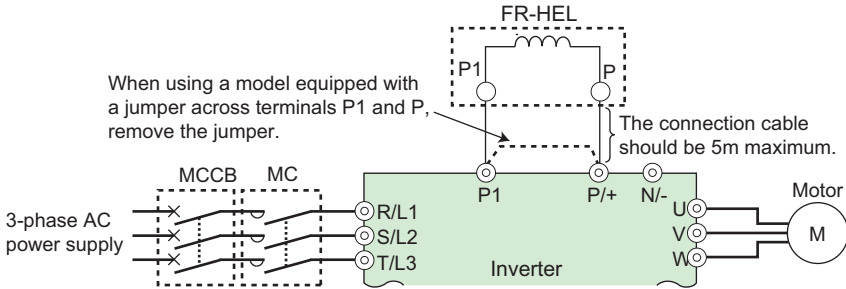 FR-HEL
P1
P
When using a model equipped with
a jumper across terminals P1 and P,
remove the jumper.
The connection cable
should be 5m maximum.
MCCB
MC
P1
P/+
N/-
Motor
3-phase AC
power supply
R/L1
S/L2
T/L3
U
V
W
M
Inverter